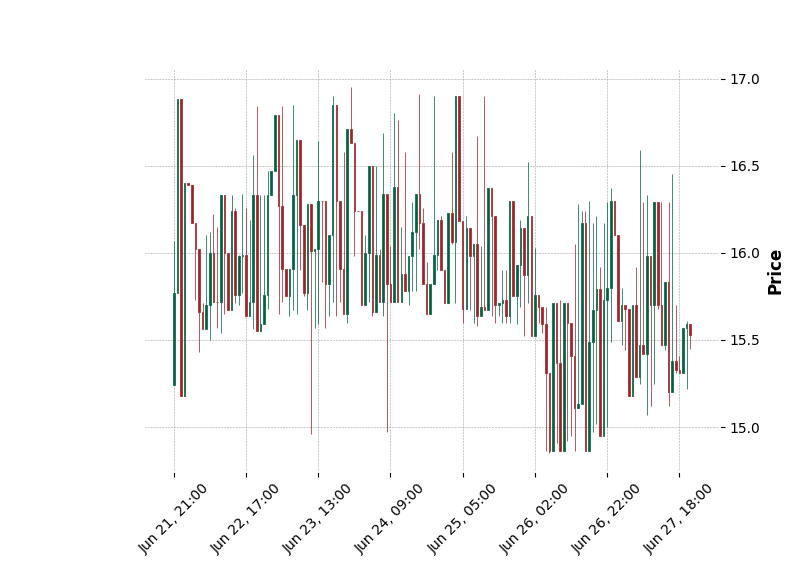 17.0
16.5
16.0
15.5
15.0
Price
Jun 21, 21:00
Jun 22, 17:00
Jun 23, 13:00
Jun 24, 09:00
Jun 25, 05:00
Jun 26, 02:00
Jun 26, 22:00
Jun 27, 18:00